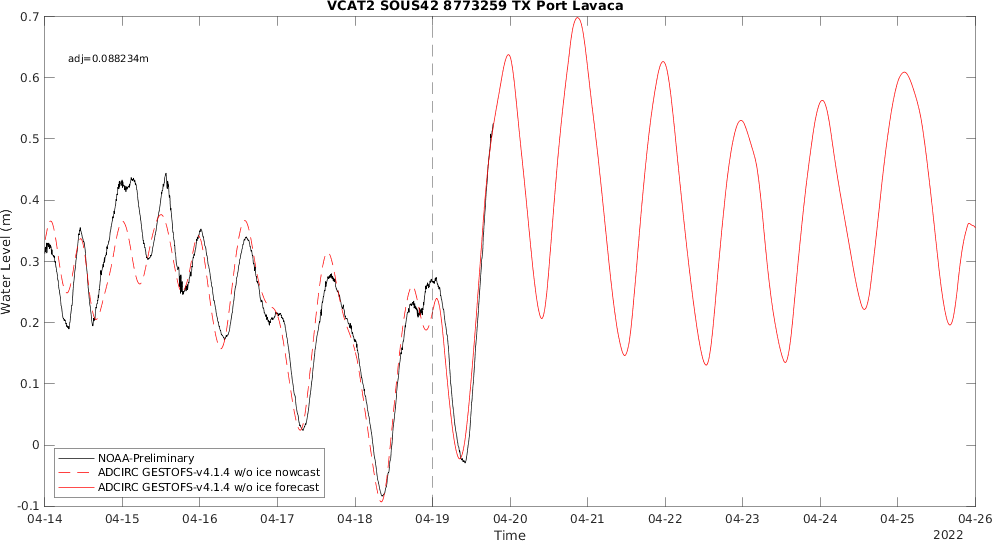 VCAT2 SOUS42 8773259 TX Port Lavaca
adj=0.088234m
Water Level (m)
0.7
0.6
0.5
0.4
0.3
0.2
0.1
0
-0.1
NOAA-Preliminary
ADCIRC GESTOFS-v4.1.4 w/o ice nowcast
ADCIRC GESTOFS-v4.1.4 w/o ice forecast
04-14 04-15 04-16 04-17 04-18 04-19 04-20 04-21 04-22 04-23 04-24 04-25 04-26
Time
2022